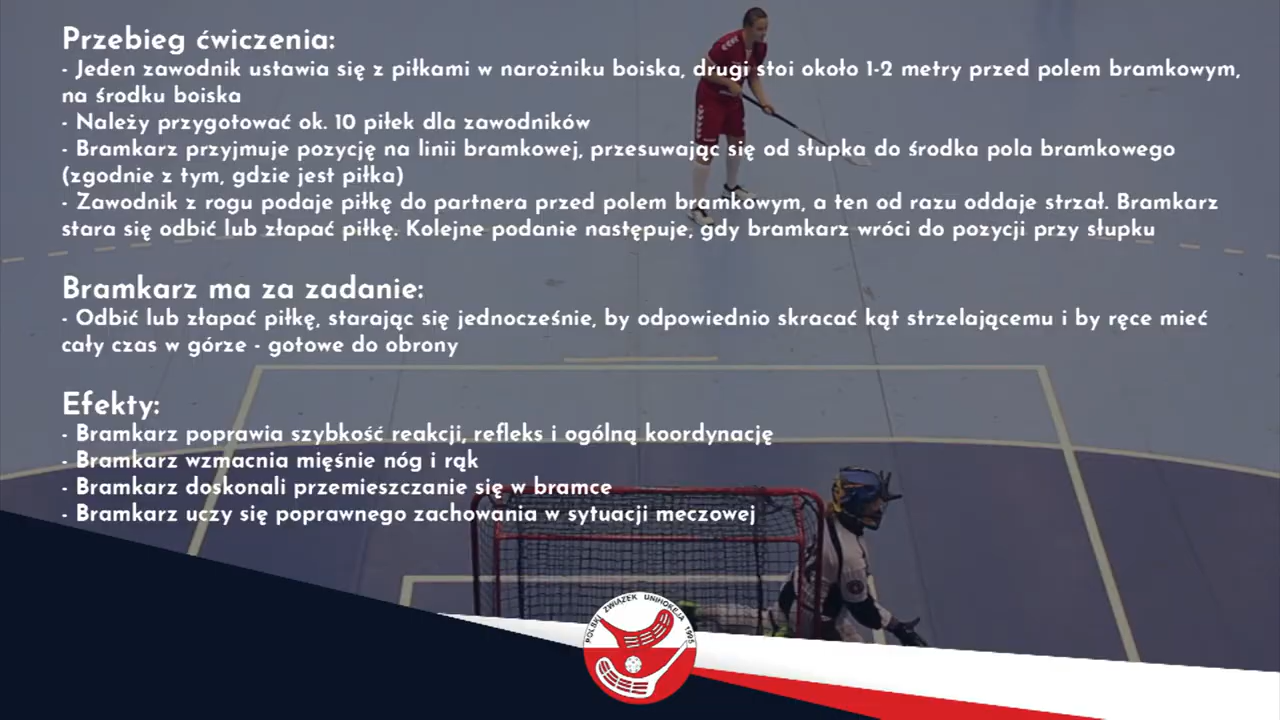 Przebieg ćwiczenia:
- Jeden zawodnik ustawia się z piłkami w narożniku boiska, drugi stoi około 1-2 metry przed polem bramkowym,
na środku boiska
- Należy przygotować ok. 10 piłek dla zawodników
- Bramkarz przyjmuje pozycję na linii bramkowej, przesuwając się od słupka do środka pola bramkowego
(zgodnie z tym, gdzie jest piłka)
- Zawodnik z rogu podaje piłkę do partnera przed polem bramkowym, a ten od razu oddaje strzał. Bramkarz
stara się odbić lub złapać piłkę. Kolejne podanie następuje, gdy bramkarz wróci do pozycji przy słupku
Bramkarz ma za zadanie:
- Odbić lub złapać piłkę, starając się jednocześnie, by odpowiednio skracać kąt strzelającemu i by ręce mieć
cały czas w górze - gotowe do obrony
Efekty:
- Bramkarz poprawia szybkość reakcji, refleks i ogólną koordynację
- Bramkarz wzmacnia mięśnie nóg i rąk
- Bramkarz doskonali przemieszczanie się w bramce
- Bramkarz uczy się poprawnego zachowania w sytuacji meczowej
POLSKI ZWIĄZEK UNIHOKEJA 1995